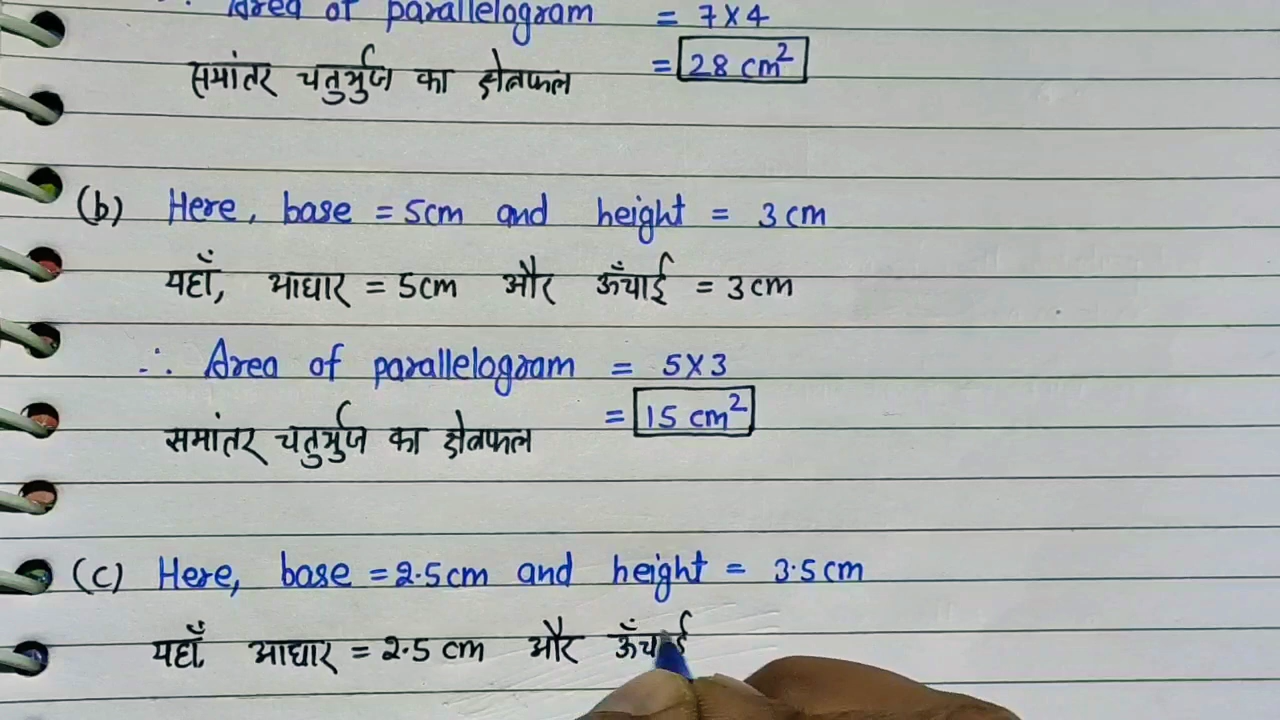 ∴ Area of parallelogram = 7×4
समांतर चतुर्भुज का क्षेत्रफल = 28 cm²
(b) Here, base = 5cm and height = 3cm
यहाँ, आधार = 5cm और ऊँचाई = 3cm
∴ Area of parallelogram = 5×3
समांतर चतुर्भुज का क्षेत्रफल = 15 cm²
(c) Here, base = 2.5cm and height = 3.5cm
यहाँ आधार = 2.5 cm और ऊँचाई